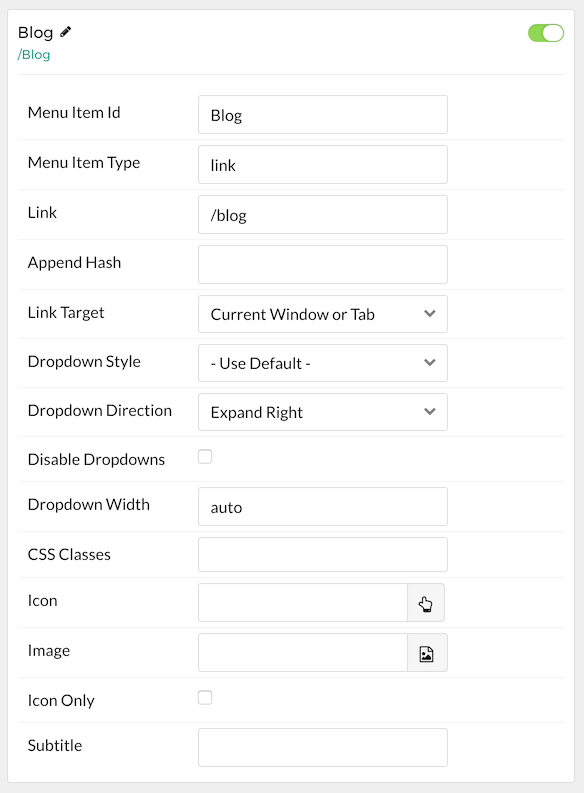 Blog
/Blog
Menu Item Id Blog
Menu Item Type link
Link /blog
Append Hash
Link Target Current Window or Tab
Dropdown Style - Use Default -
Dropdown Direction Expand Right
Disable Dropdowns
Dropdown Width auto
CSS Classes
Icon
Image
Icon Only
Subtitle